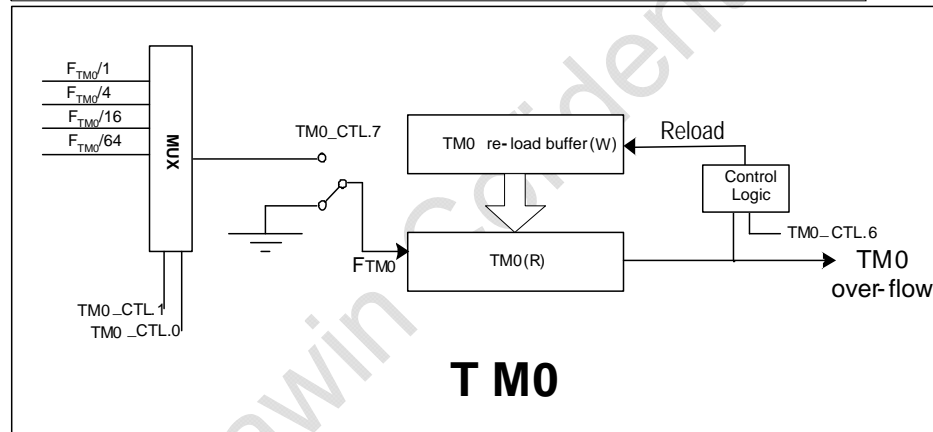 F_TM0/1
F_TM0/4
F_TM0/16
F_TM0/64
MUX
TM0_CTL.7
TM0 re-load buffer(W)
Reload
Control
Logic
TM0_CTL.6
F_TM0
TM0(R)
TM0
over-flow
TM0_CTL.1
TM0_CTL.0
T M0